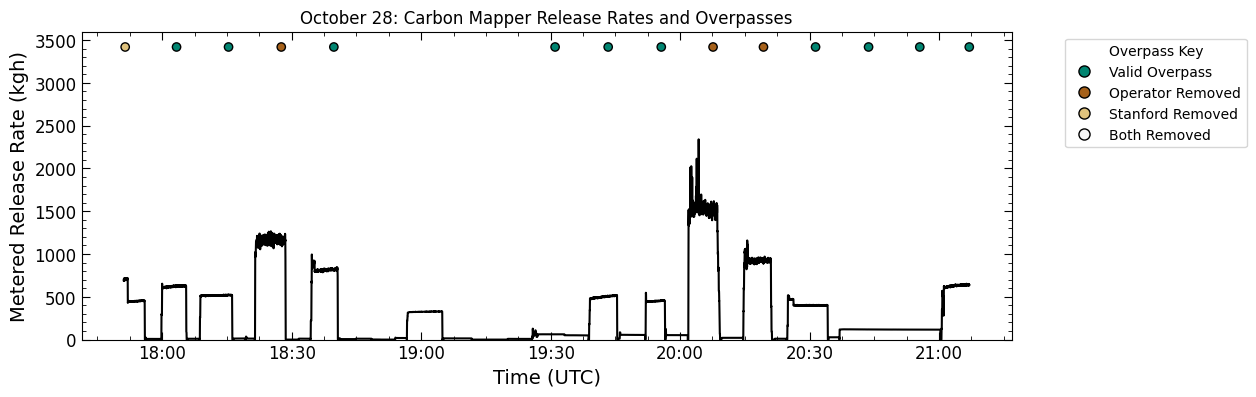 October 28: Carbon Mapper Release Rates and Overpasses
Metered Release Rate (kgh)
3500
3000
2500
2000
1500
1000
500
0
18:00
18:30
19:00
19:30
20:00
20:30
21:00
Time (UTC)
Overpass Key
Valid Overpass
Operator Removed
Stanford Removed
Both Removed